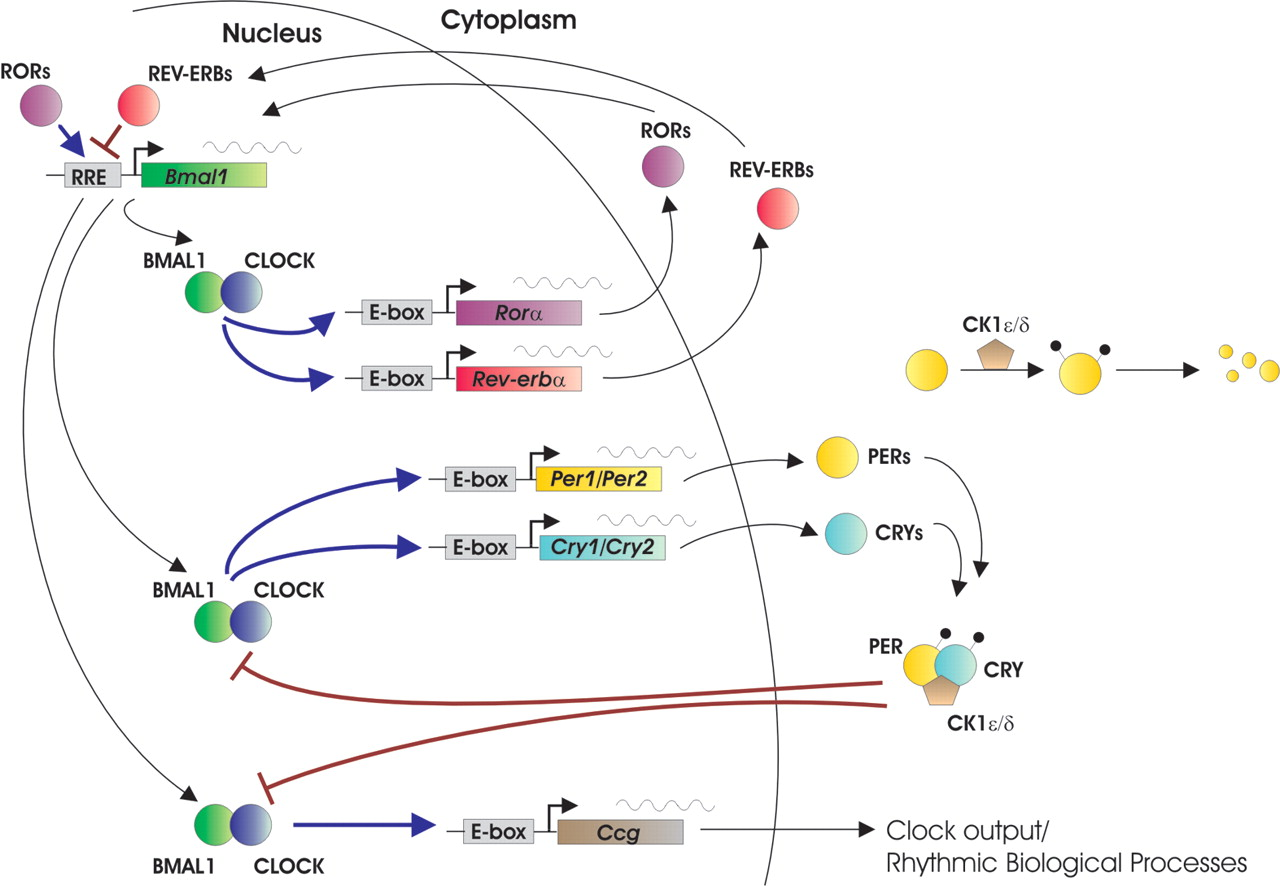 Nucleus
Cytoplasm
RORs
REV-ERBs
RRE
Bmal1
RORs
REV-ERBs
BMAL1
CLOCK
E-box
Rorα
E-box
Rev-erbα
CK1ε/δ
E-box
Per1/Per2
PERs
E-box
Cry1/Cry2
CRYs
BMAL1
CLOCK
PER
CRY
CK1ε/δ
E-box
Ccg
BMAL1
CLOCK
Clock output/
Rhythmic Biological Processes